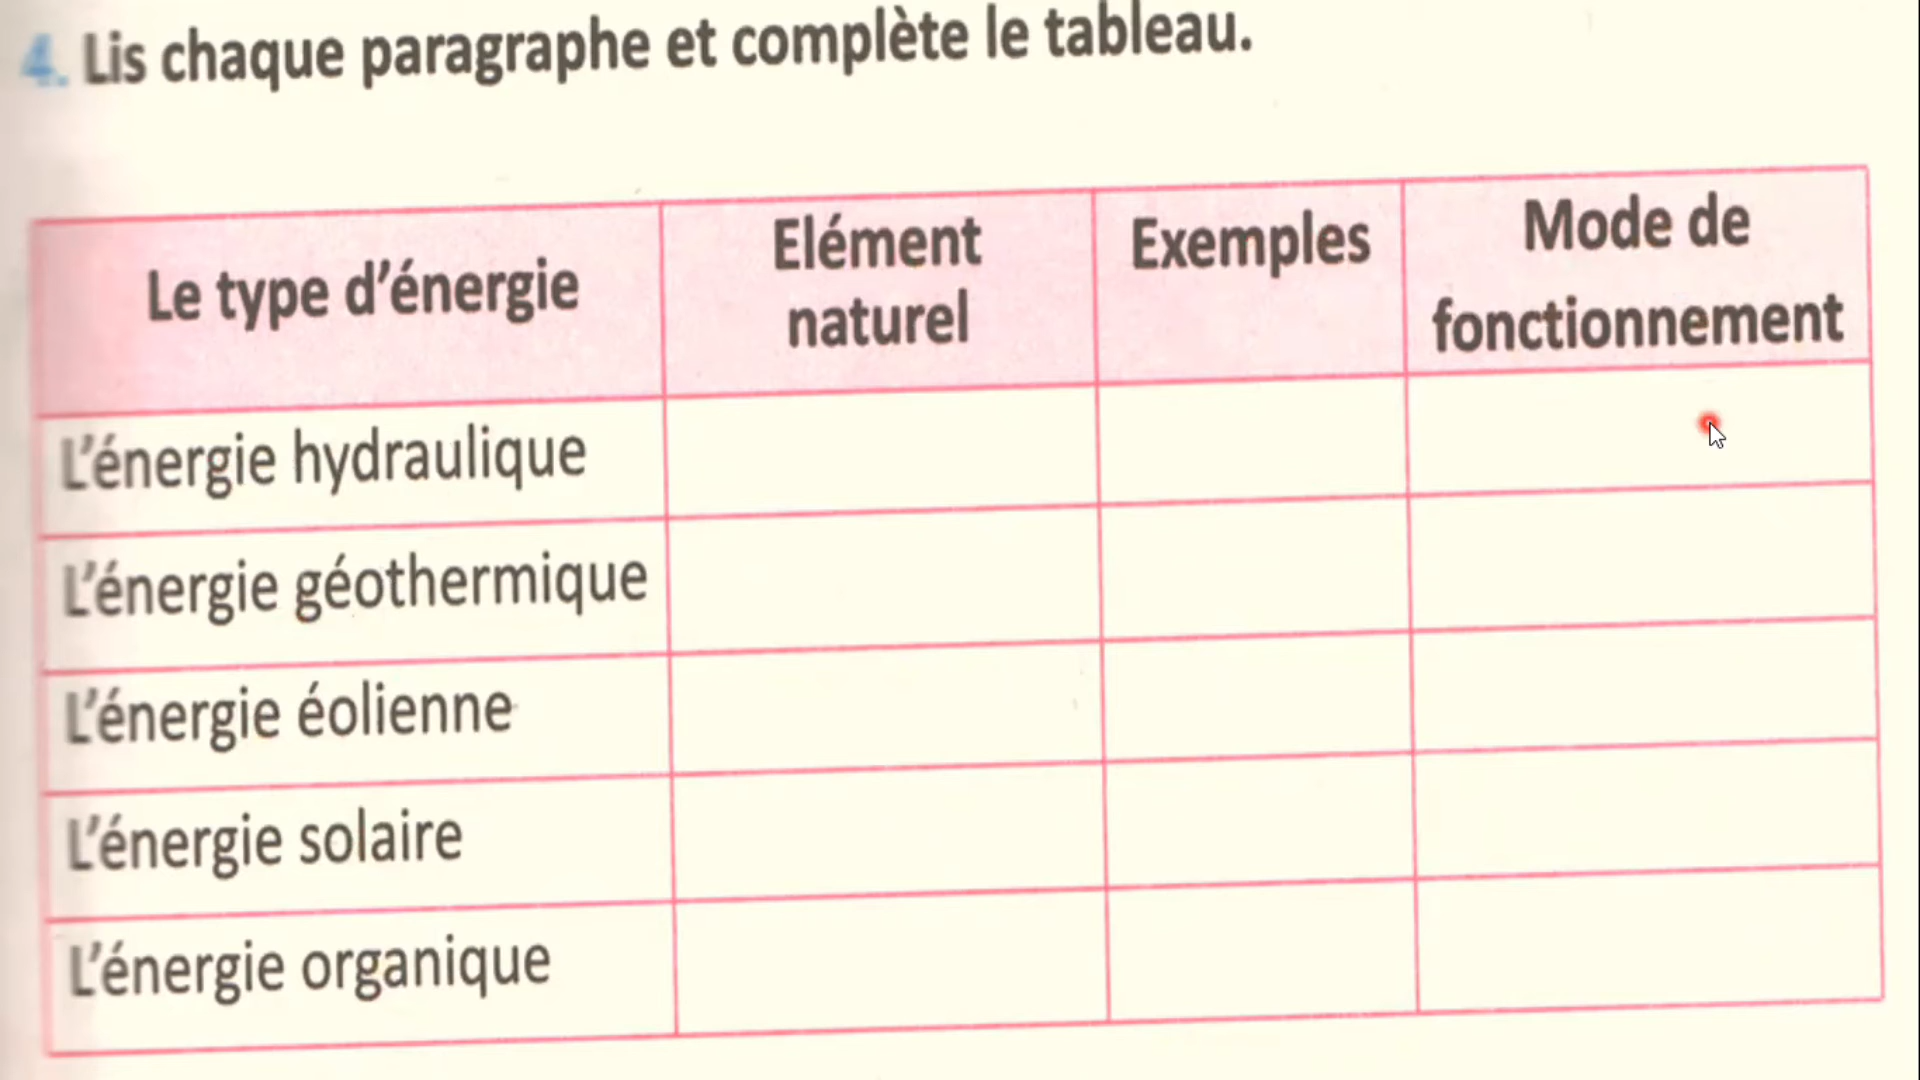 4. Lis chaque paragraphe et complète le tableau.
Le type d'énergie
Elément
naturel
Exemples
Mode de
fonctionnement
L'énergie hydraulique
L'énergie géothermique
L'énergie éolienne
L'énergie solaire
L'énergie organique